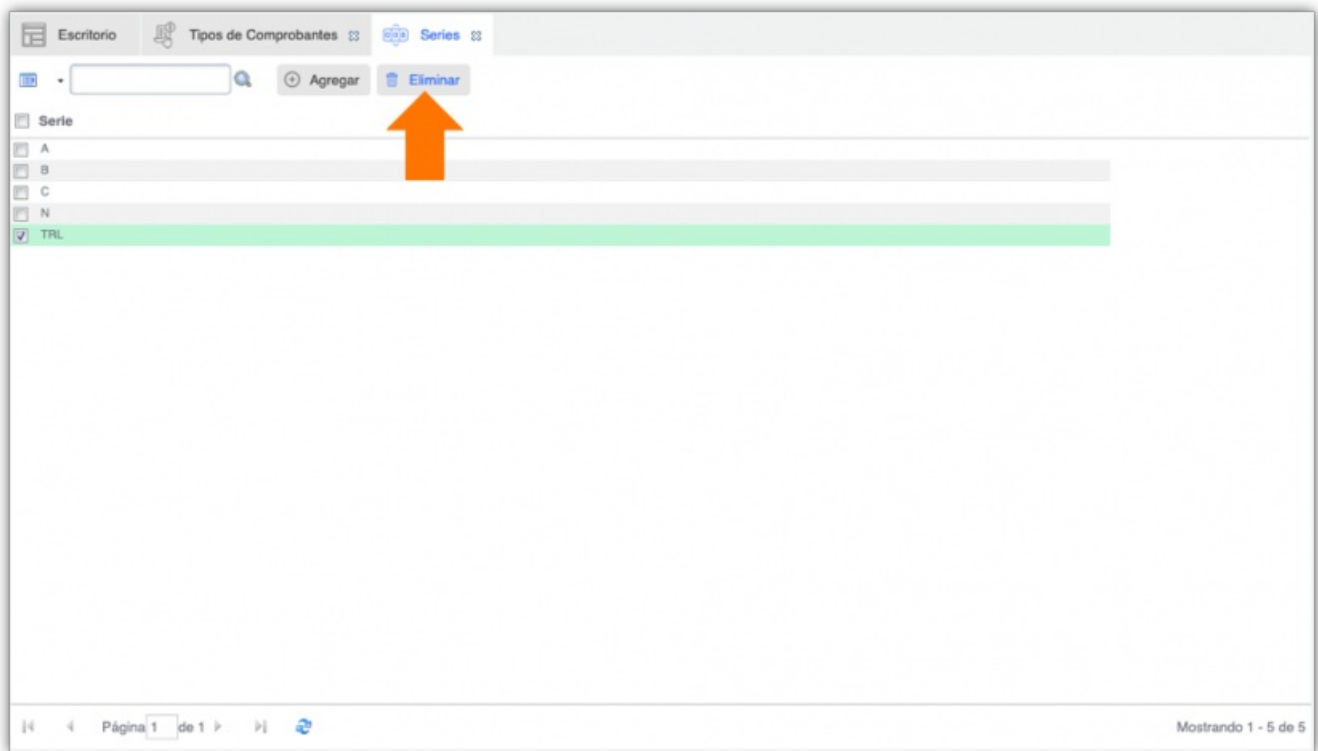 Escritorio Tipos de Comprobantes Series
Agregar Eliminar
Serie
A
B
C
N
TRL
Página 1 de 1 Mostrando 1 - 5 de 5